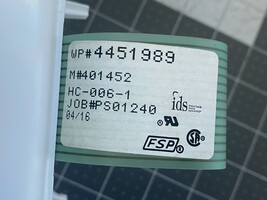 WP#4451989
M#401452
HC-006-1
JOB#PS01240
04/16
ids
FSP